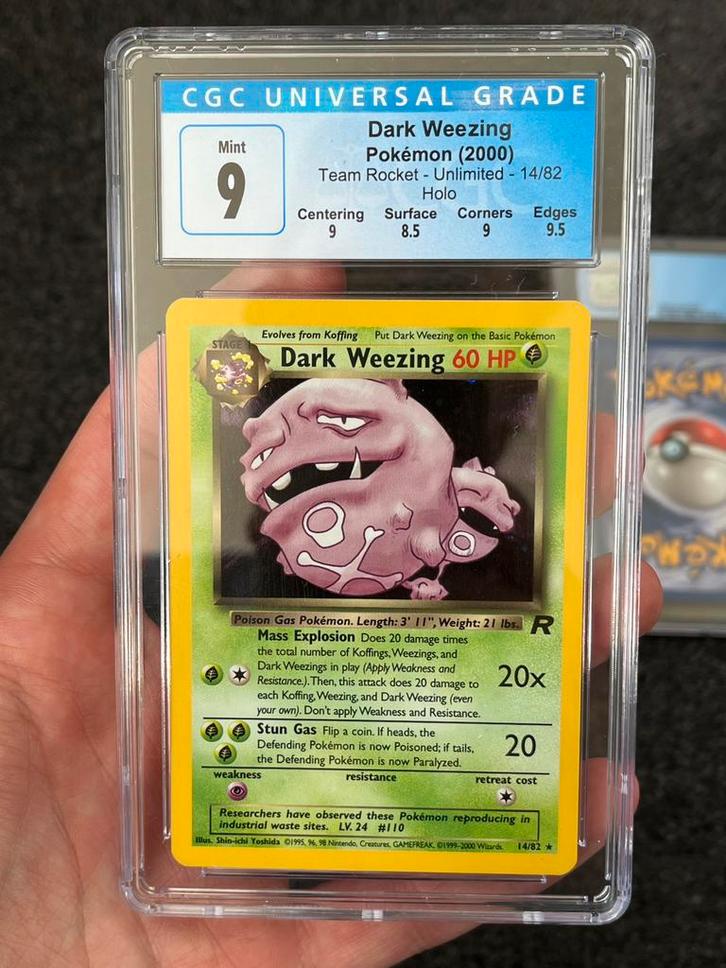 CGC UNIVERSAL GRADE
Mint
9
Dark Weezing
Pokémon (2000)
Team Rocket - Unlimited - 14/82
Holo
Centering Surface Corners Edges
9 8.5 9 9.5
Evolves from Koffing Put Dark Weezing on the Basic Pokémon
STAGE 1
Dark Weezing 60 HP
Poison Gas Pokémon. Length: 3' 11", Weight: 21 lbs.
R
Mass Explosion Does 20 damage times
the total number of Koffings, Weezings, and
Dark Weezings in play (Apply Weakness and
Resistance.). Then, this attack does 20 damage to
each Koffing, Weezing, and Dark Weezing (even
your own). Don't apply Weakness and Resistance.
20x
Stun Gas Flip a coin. If heads, the
Defending Pokémon is now Poisoned; if tails,
the Defending Pokémon is now Paralyzed.
20
weakness resistance retreat cost
Researchers have observed these Pokémon reproducing in
industrial waste sites. LV. 24 #110
Illus. Shin-ichi Yoshida ©1995, 96, 98 Nintendo, Creatures, GAMEFREAK. ©1999-2000 Wizards. 14/82 ★